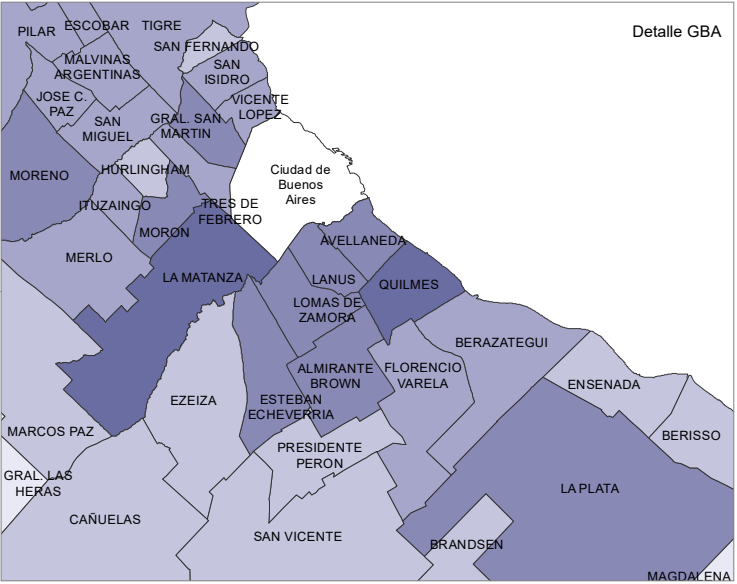 Detalle GBA
PILAR
ESCOBAR
TIGRE
SAN FERNANDO
MALVINAS
ARGENTINAS
SAN
ISIDRO
JOSE C.
PAZ
VICENTE
LOPEZ
SAN
MIGUEL
GRAL. SAN
MARTIN
MORENO
HURLINGHAM
Ciudad de
Buenos
Aires
ITUZAINGO
TRES DE
FEBRERO
MORON
AVELLANEDA
MERLO
LA MATANZA
LANUS
QUILMES
LOMAS DE
ZAMORA
BERAZATEGUI
ALMIRANTE
BROWN
FLORENCIO
VARELA
ENSENADA
EZEIZA
ESTEBAN
ECHEVERRIA
MARCOS PAZ
BERISSO
PRESIDENTE
PERON
GRAL. LAS
HERAS
LA PLATA
CAÑUELAS
SAN VICENTE
BRANDSEN
MAGDALENA